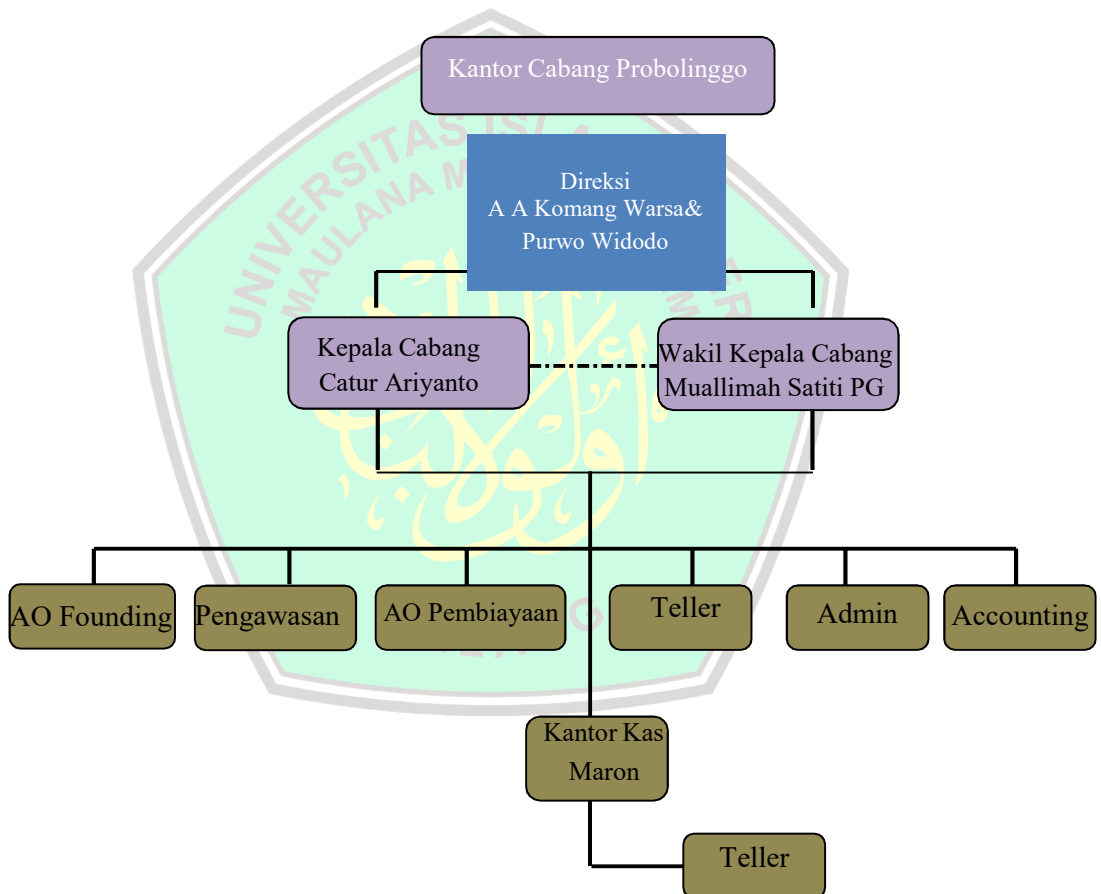 Kantor Cabang Probolinggo
Direksi
A A Komang Warsa&
Purwo Widodo
Kepala Cabang
Catur Ariyanto
Wakil Kepala Cabang
Muallimah Satiti PG
AO Founding
Pengawasan
AO Pembiayaan
Teller
Admin
Accounting
Kantor Kas
Maron
Teller